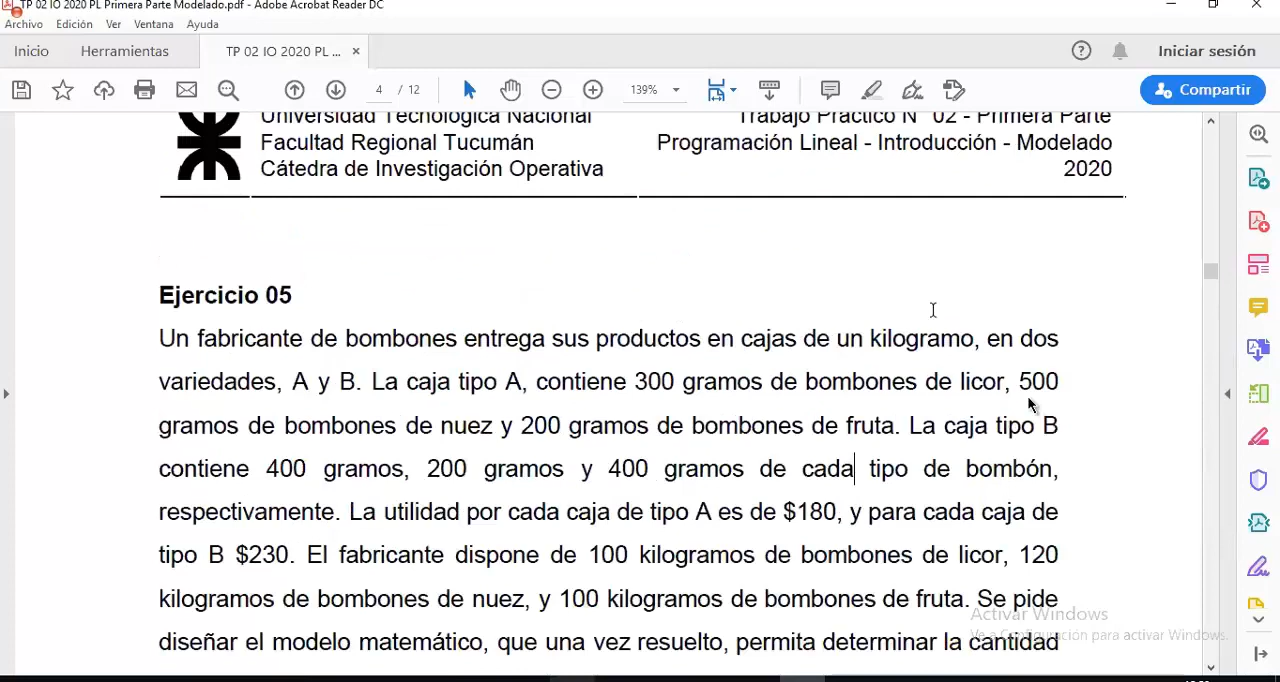 TP 02 IO 2020 PL Primera Parte Modelado.pdf - Adobe Acrobat Reader DC
Archivo Edición Ver Ventana Ayuda
Inicio Herramientas TP 02 IO 2020 PL ... × Iniciar sesión
4 / 12 139% Compartir
Universidad Tecnológica Nacional Trabajo Práctico N° 02 - Primera Parte
Facultad Regional Tucumán Programación Lineal - Introducción - Modelado
Cátedra de Investigación Operativa 2020
Ejercicio 05
Un fabricante de bombones entrega sus productos en cajas de un kilogramo, en dos
variedades, A y B. La caja tipo A, contiene 300 gramos de bombones de licor, 500
gramos de bombones de nuez y 200 gramos de bombones de fruta. La caja tipo B
contiene 400 gramos, 200 gramos y 400 gramos de cada tipo de bombón,
respectivamente. La utilidad por cada caja de tipo A es de $180, y para cada caja de
tipo B $230. El fabricante dispone de 100 kilogramos de bombones de licor, 120
kilogramos de bombones de nuez, y 100 kilogramos de bombones de fruta. Se pide
diseñar el modelo matemático, que una vez resuelto, permita determinar la cantidad
Activar Windows
Ve a Configuración para activar Windows.